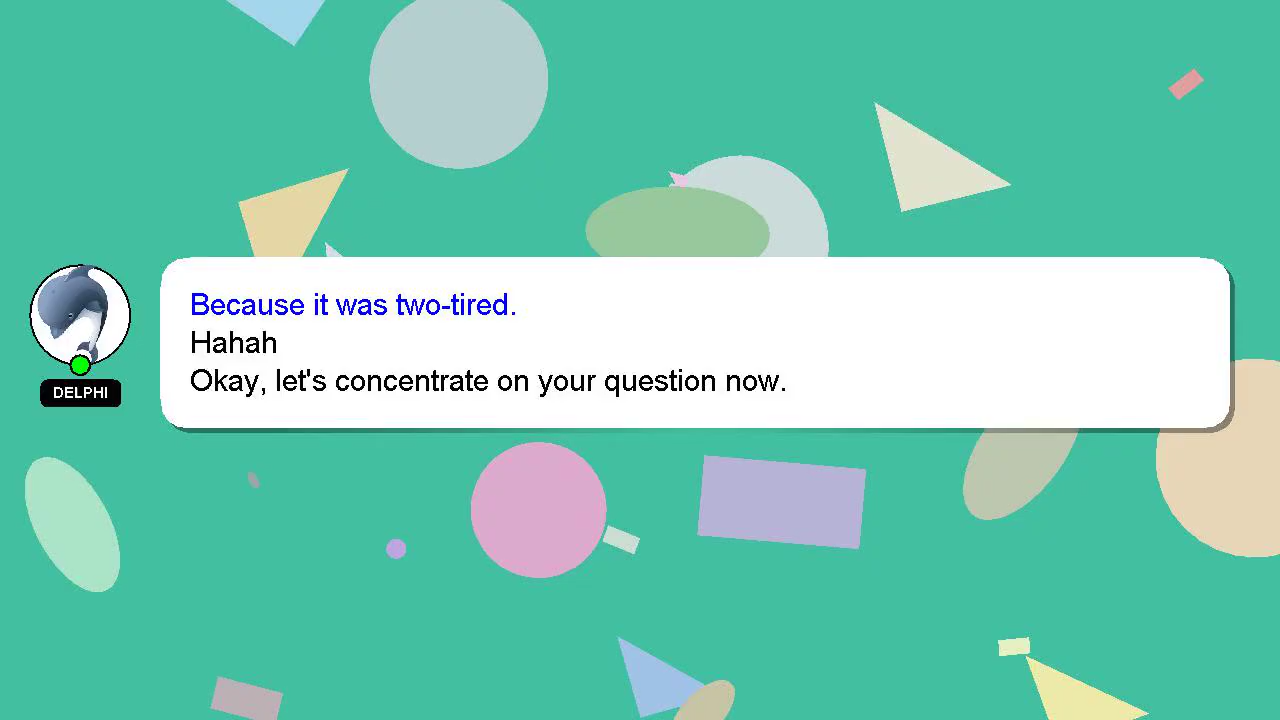 Because it was two-tired.
Hahah
Okay, let's concentrate on your question now.
DELPHI